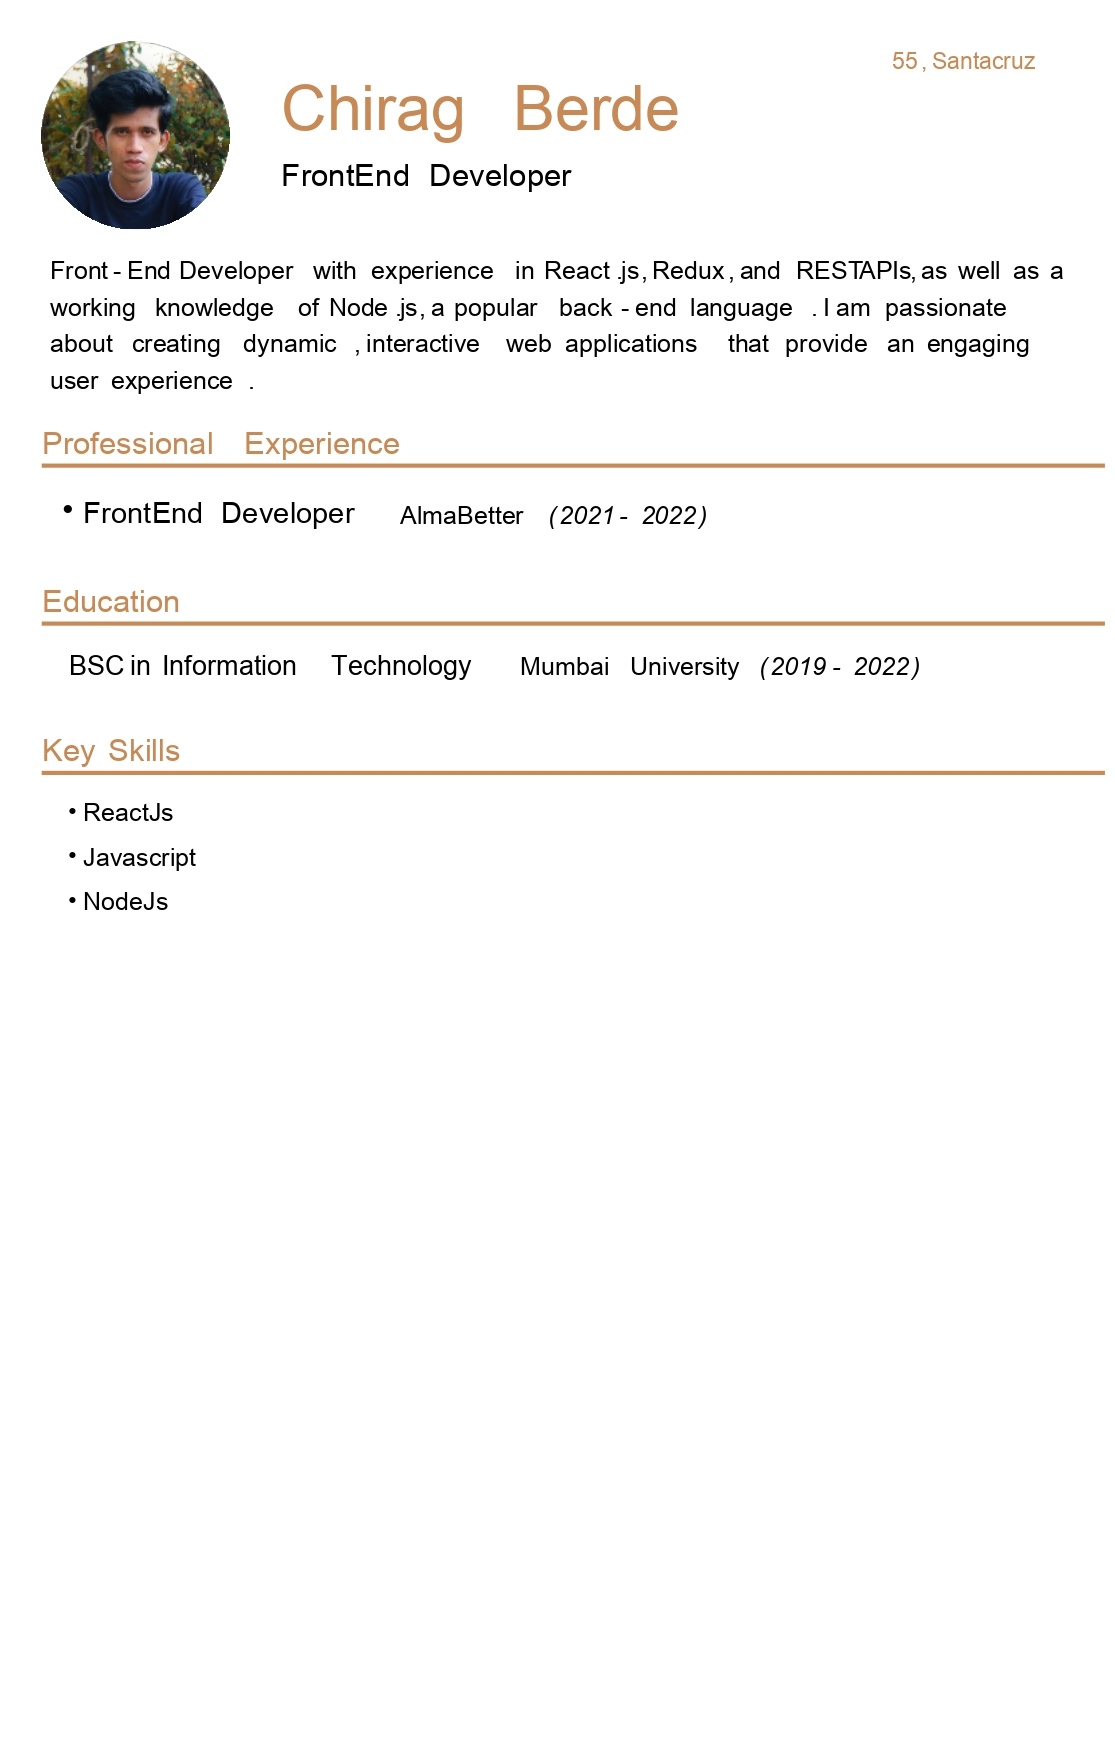 55, Santacruz
Chirag Berde
FrontEnd Developer
Front-End Developer with experience in React.js, Redux, and RESTAPIs, as well as a
working knowledge of Node.js, a popular back-end language. I am passionate
about creating dynamic, interactive web applications that provide an engaging
user experience.
Professional Experience
• FrontEnd Developer AlmaBetter (2021- 2022)
Education
BSC in Information Technology Mumbai University (2019- 2022)
Key Skills
• ReactJs
• Javascript
• NodeJs